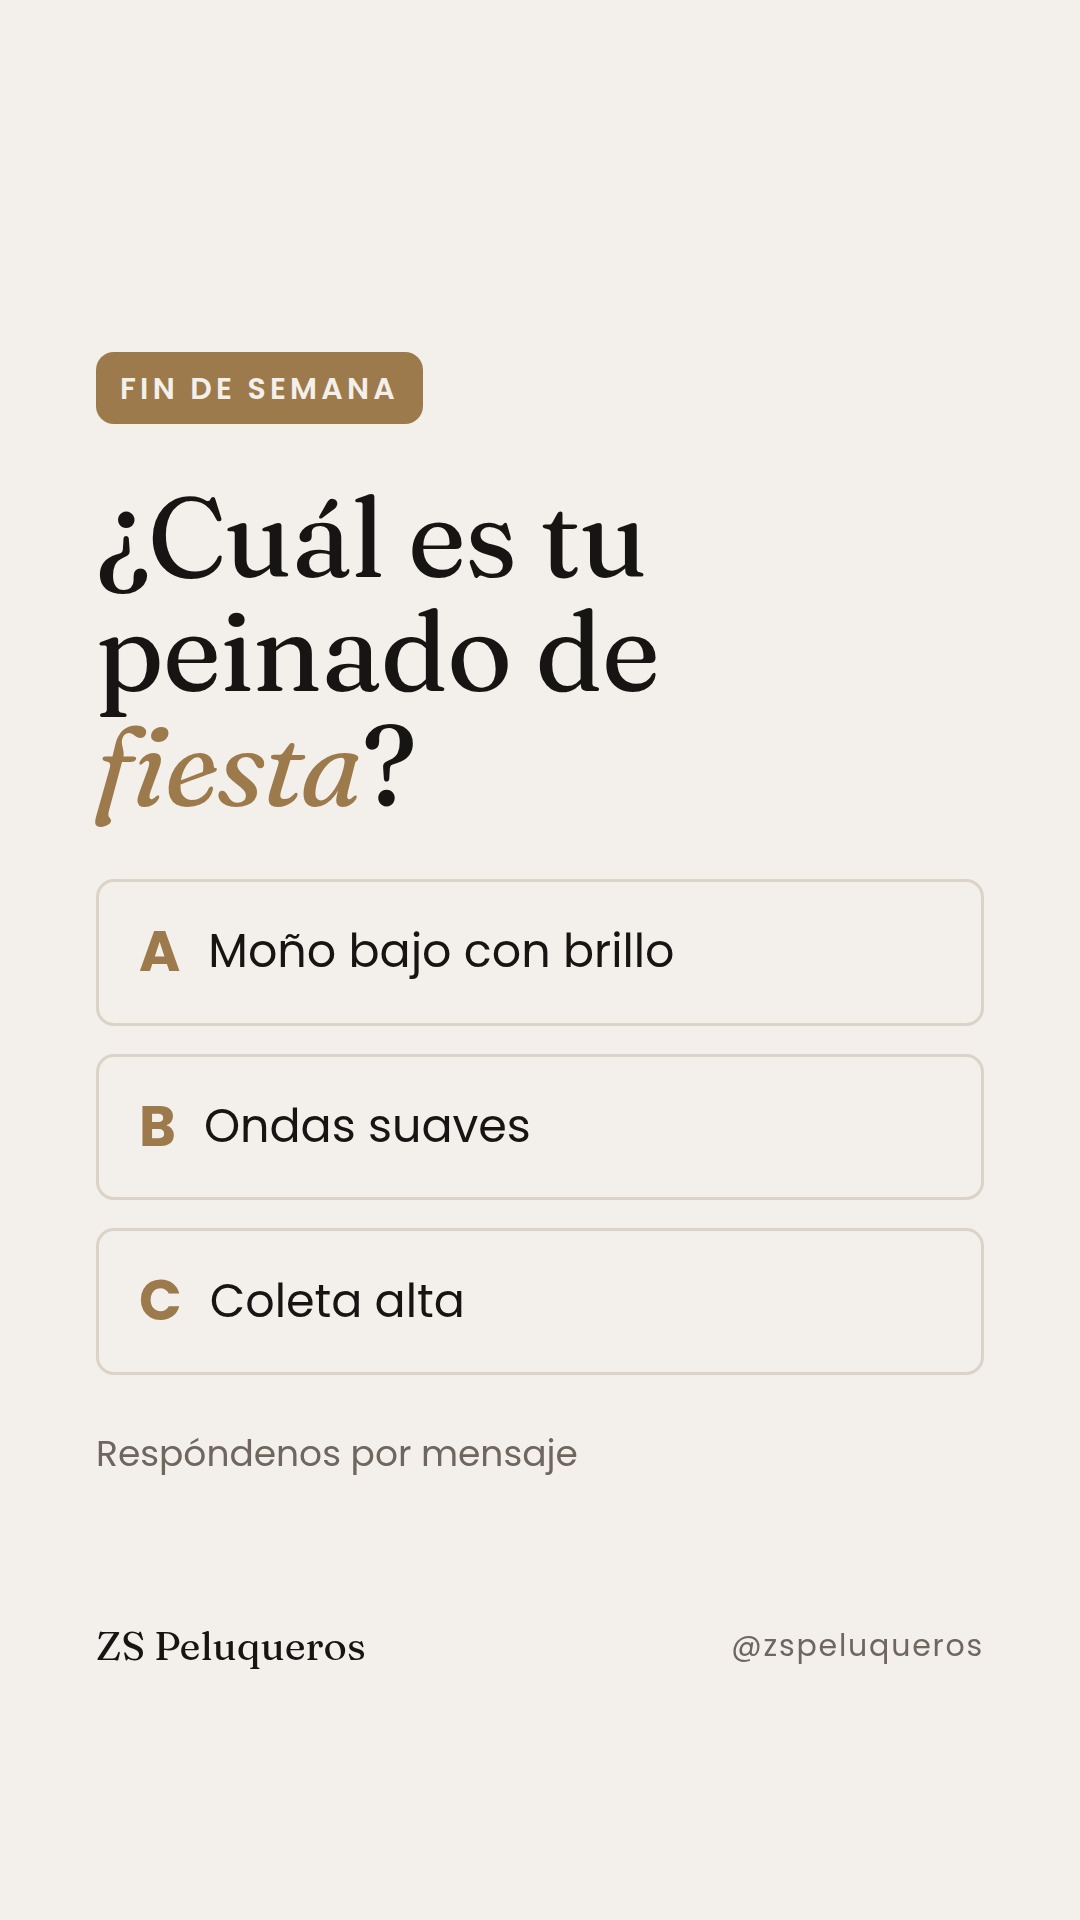 FIN DE SEMANA
¿Cuál es tu
peinado de
fiesta?
A Moño bajo con brillo
B Ondas suaves
C Coleta alta
Respóndenos por mensaje
ZS Peluqueros @zspeluqueros